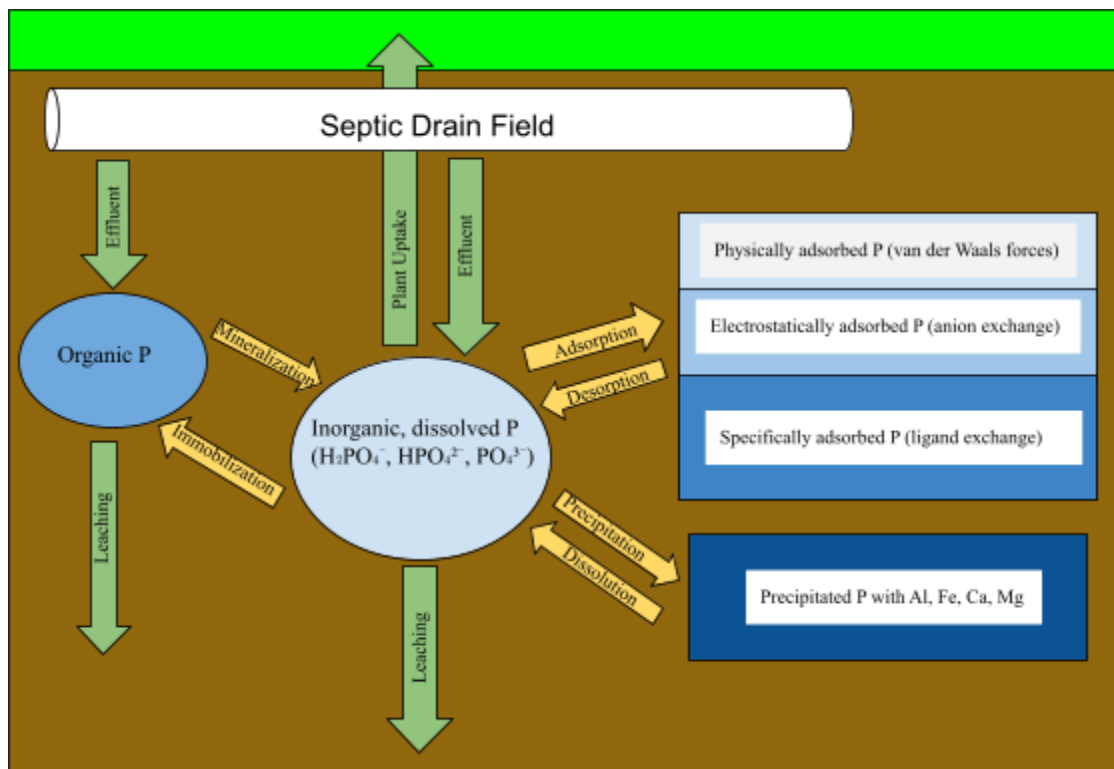 Septic Drain Field
Effluent
Plant Uptake
Effluent
Physically adsorbed P (van der Waals forces)
Electrostatically adsorbed P (anion exchange)
Specifically adsorbed P (ligand exchange)
Organic P
Mineralization
Immobilization
Adsorption
Desorption
Inorganic, dissolved P
(H₂PO₄⁻, HPO₄²⁻, PO₄³⁻)
Precipitation
Dissolution
Precipitated P with Al, Fe, Ca, Mg
Leaching
Leaching